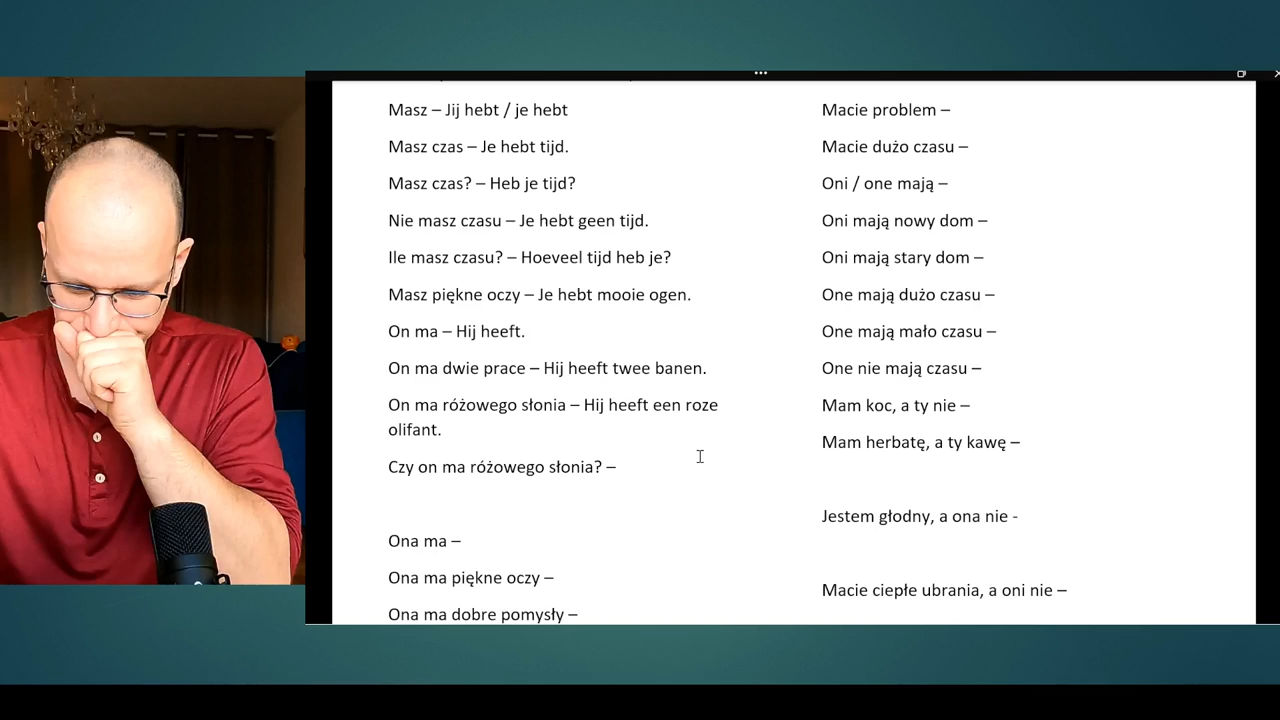 Masz – Jij hebt / je hebt
Masz czas – Je hebt tijd.
Masz czas? – Heb je tijd?
Nie masz czasu – Je hebt geen tijd.
Ile masz czasu? – Hoeveel tijd heb je?
Masz piękne oczy – Je hebt mooie ogen.
On ma – Hij heeft.
On ma dwie prace – Hij heeft twee banen.
On ma różowego słonia – Hij heeft een roze
olifant.
Czy on ma różowego słonia? –
Ona ma –
Ona ma piękne oczy –
Ona ma dobre pomysły –
Macie problem –
Macie dużo czasu –
Oni / one mają –
Oni mają nowy dom –
Oni mają stary dom –
One mają dużo czasu –
One mają mało czasu –
One nie mają czasu –
Mam koc, a ty nie –
Mam herbatę, a ty kawę –
Jestem głodny, a ona nie -
Macie ciepłe ubrania, a oni nie –